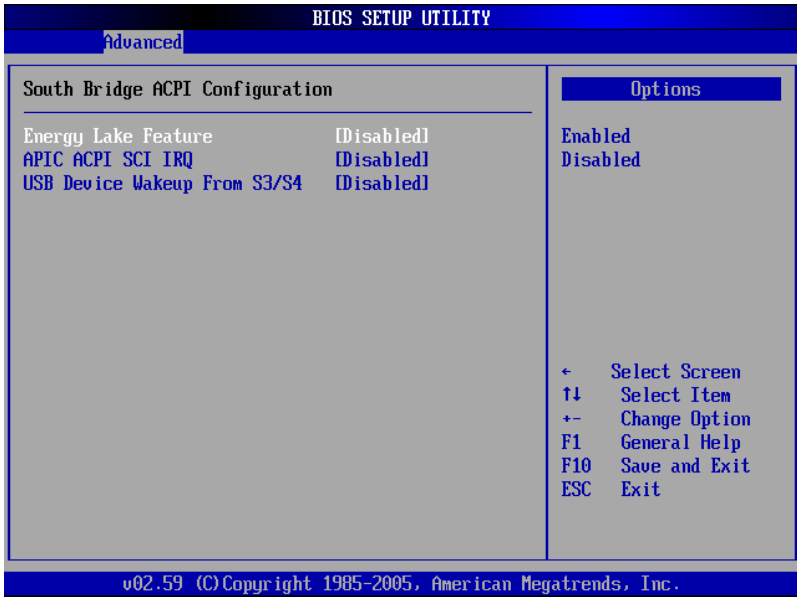 BIOS SETUP UTILITY
Advanced
South Bridge ACPI Configuration
Energy Lake Feature [Disabled]
APIC ACPI SCI IRQ [Disabled]
USB Device Wakeup From S3/S4 [Disabled]
Options
Enabled
Disabled
← Select Screen
↑↓ Select Item
+- Change Option
F1 General Help
F10 Save and Exit
ESC Exit
v02.59 (C)Copyright 1985-2005, American Megatrends, Inc.